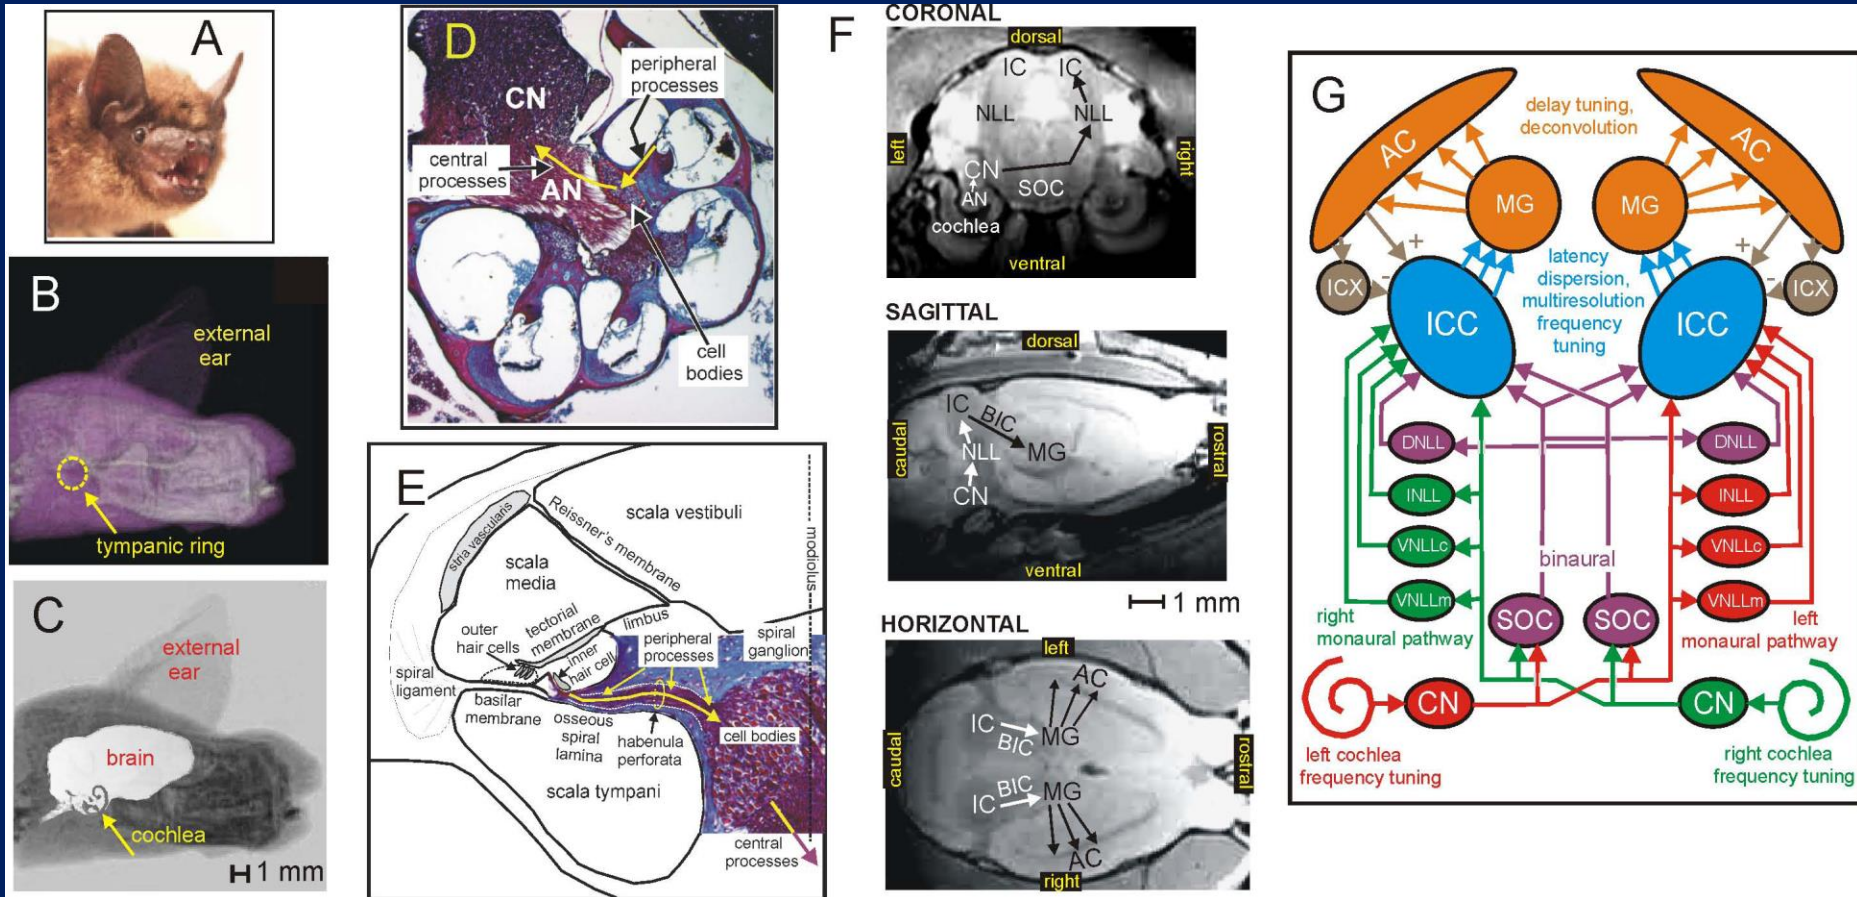 A
B
external
ear
tympanic ring
C
external
ear
brain
cochlea
1 mm
D
peripheral
processes
CN
central
processes
AN
cell
bodies
E
stria vascularis
Reissner's membrane
scala vestibuli
modiolus
scala
media
tectorial
membrane
limbus
outer
hair cells
inner
hair cell
peripheral
processes
spiral
ganglion
spiral
ligament
basilar
membrane
osseous
spiral
lamina
habenula
perforata
cell bodies
scala tympani
central
processes
F
CORONAL
dorsal
IC
IC
NLL
NLL
left
right
CN
SOC
AN
cochlea
ventral
SAGITTAL
dorsal
IC
BIC
NLL
MG
caudal
rostral
CN
ventral
1 mm
HORIZONTAL
left
AC
IC
BIC
MG
caudal
rostral
BIC
IC
MG
AC
right
G
delay tuning,
deconvolution
AC
AC
MG
MG
+
+
-
-
ICX
ICX
latency
dispersion,
multiresolution
frequency
tuning
ICC
ICC
DNLL
DNLL
INLL
INLL
VNLLc
VNLLc
binaural
VNLLm
VNLLm
SOC
SOC
right
monaural pathway
left
monaural pathway
CN
CN
left cochlea
frequency tuning
right cochlea
frequency tuning